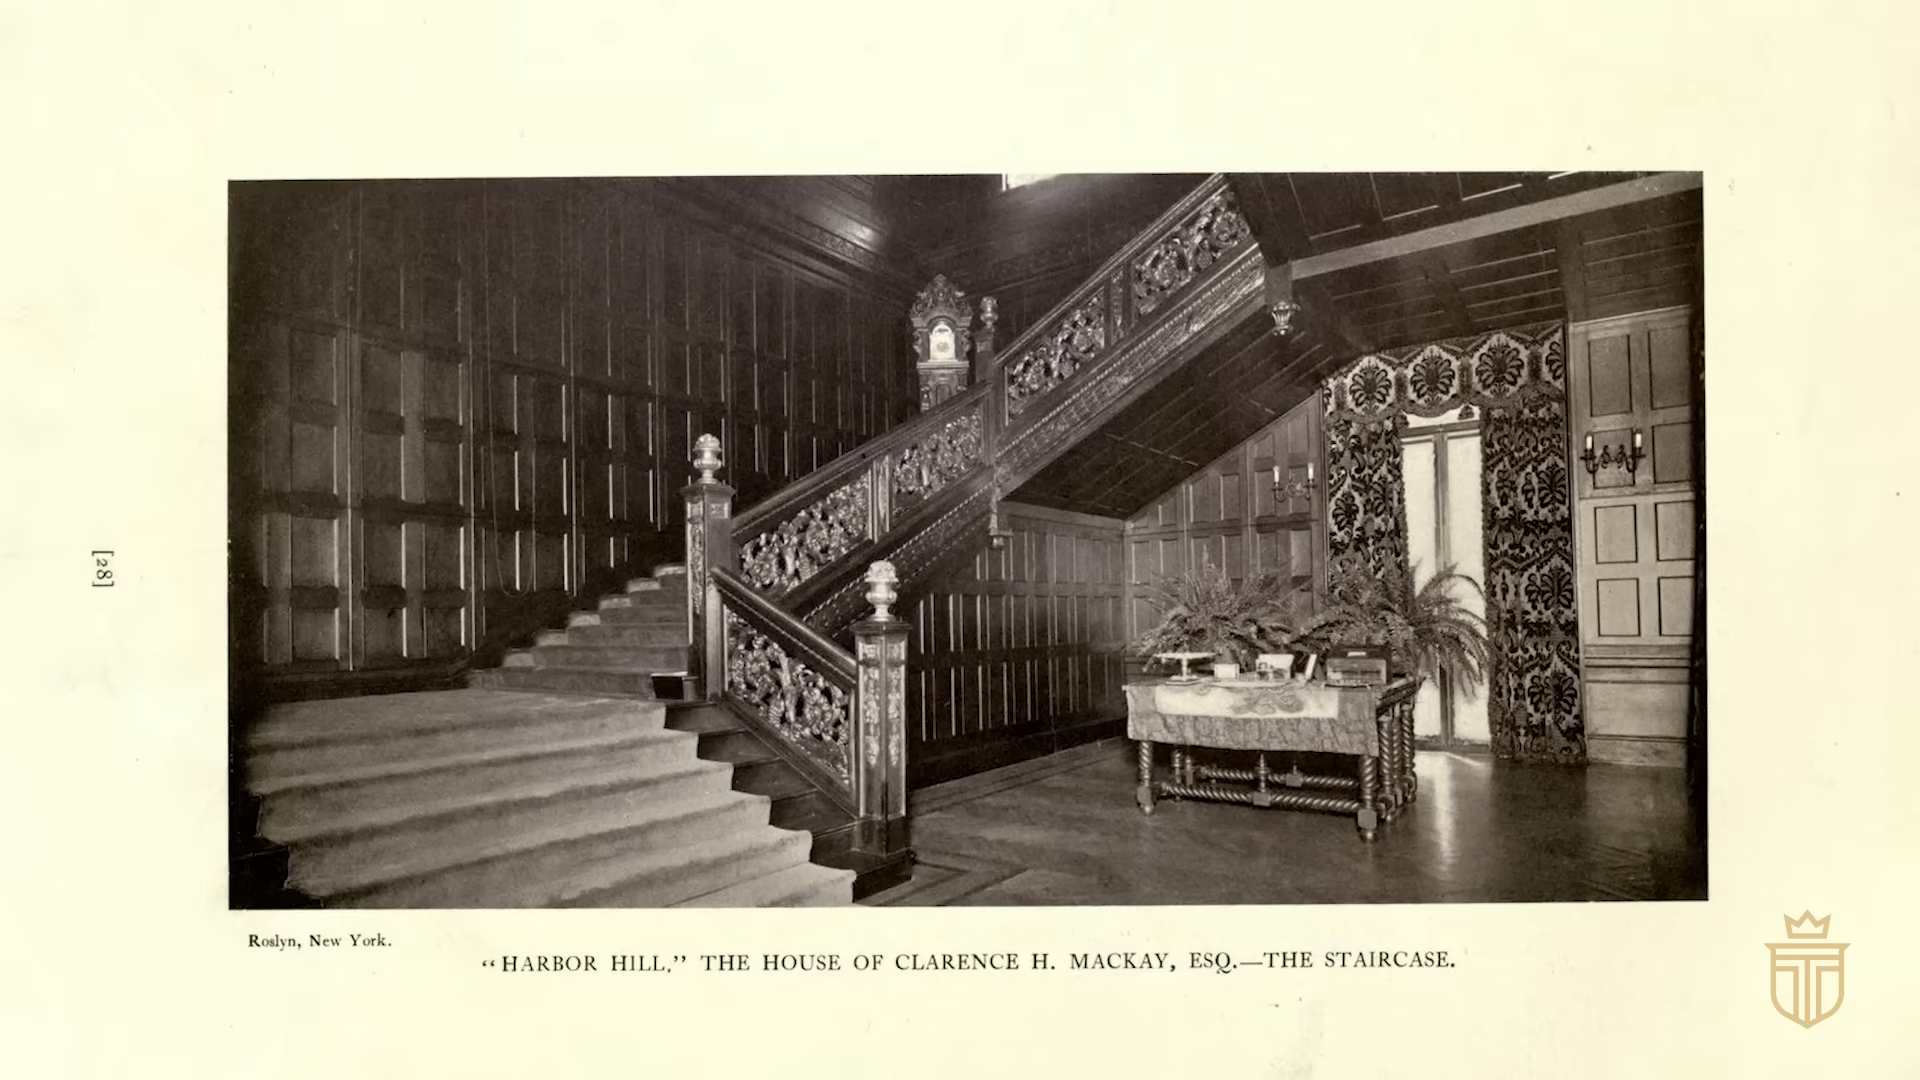 [28]
Roslyn, New York.
“HARBOR HILL,” THE HOUSE OF CLARENCE H. MACKAY, ESQ.—THE STAIRCASE.